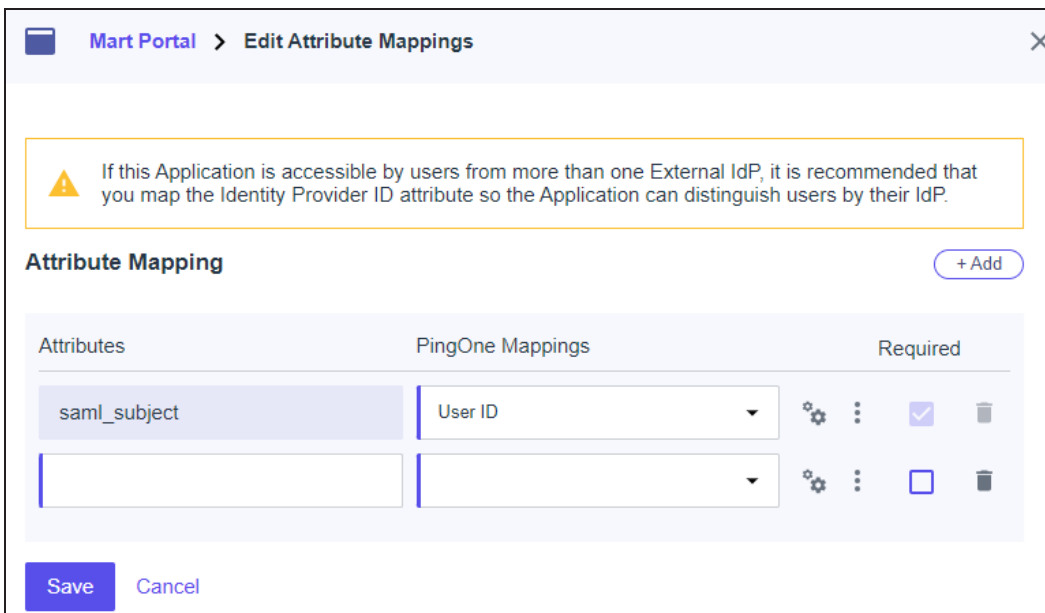 Mart Portal > Edit Attribute Mappings
If this Application is accessible by users from more than one External IdP, it is recommended that
you map the Identity Provider ID attribute so the Application can distinguish users by their IdP.
Attribute Mapping
+ Add
Attributes PingOne Mappings Required
saml_subject User ID
Save Cancel